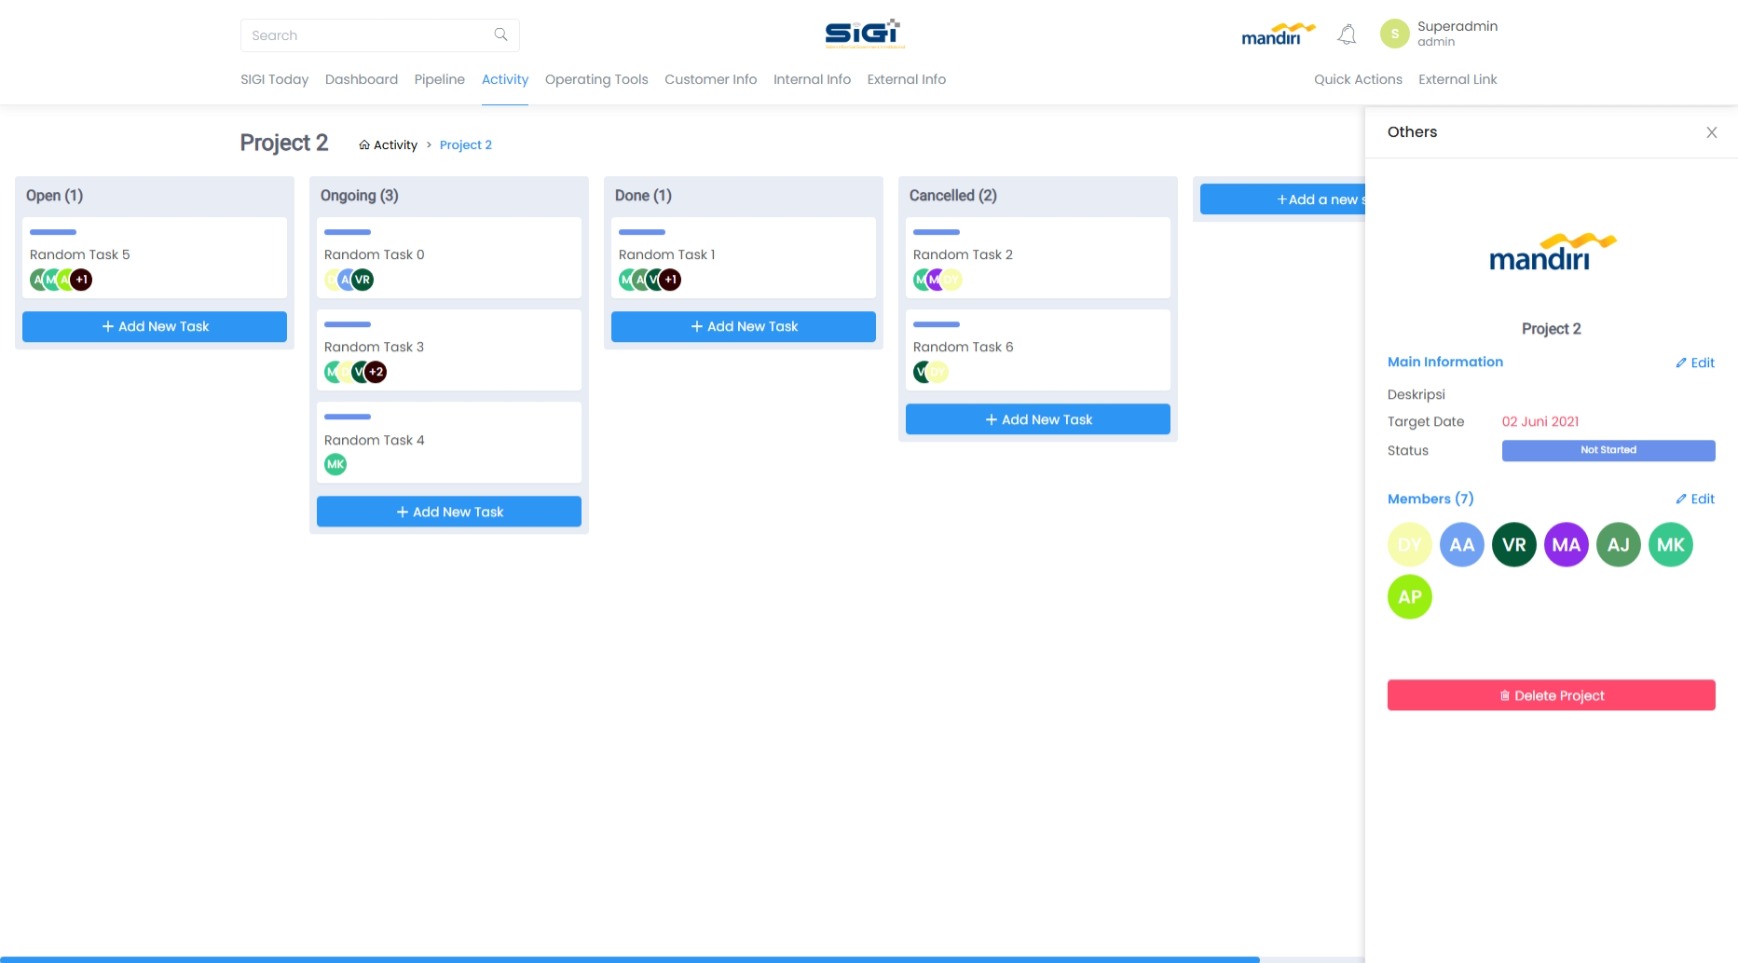 Search
SiGi
mandiri
S
Superadmin
admin
SIGI Today Dashboard Pipeline Activity Operating Tools Customer Info Internal Info External Info
Quick Actions External Link
Project 2
Activity > Project 2
Open (1)
Random Task 5
A M A +1
+ Add New Task
Ongoing (3)
Random Task 0
D A VR
Random Task 3
M D V +2
Random Task 4
MK
+ Add New Task
Done (1)
Random Task 1
M A V +1
+ Add New Task
Cancelled (2)
Random Task 2
M M DY
Random Task 6
V DY
+ Add New Task
+ Add a new s
Others
mandiri
Project 2
Main Information Edit
Deskripsi
Target Date 02 Juni 2021
Status Not Started
Members (7) Edit
DY AA VR MA AJ MK
AP
Delete Project